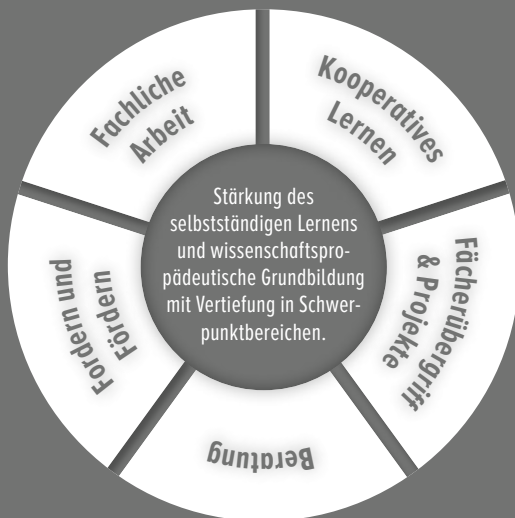 Fachliche
Arbeit
Kooperatives
Lernen
Fächerübergriff
& Projekte
Beratung
Fordern und
Fördern
Stärkung des
selbstständigen Lernens
und wissenschaftspro-
pädeutische Grundbildung
mit Vertiefung in Schwer-
punktbereichen.